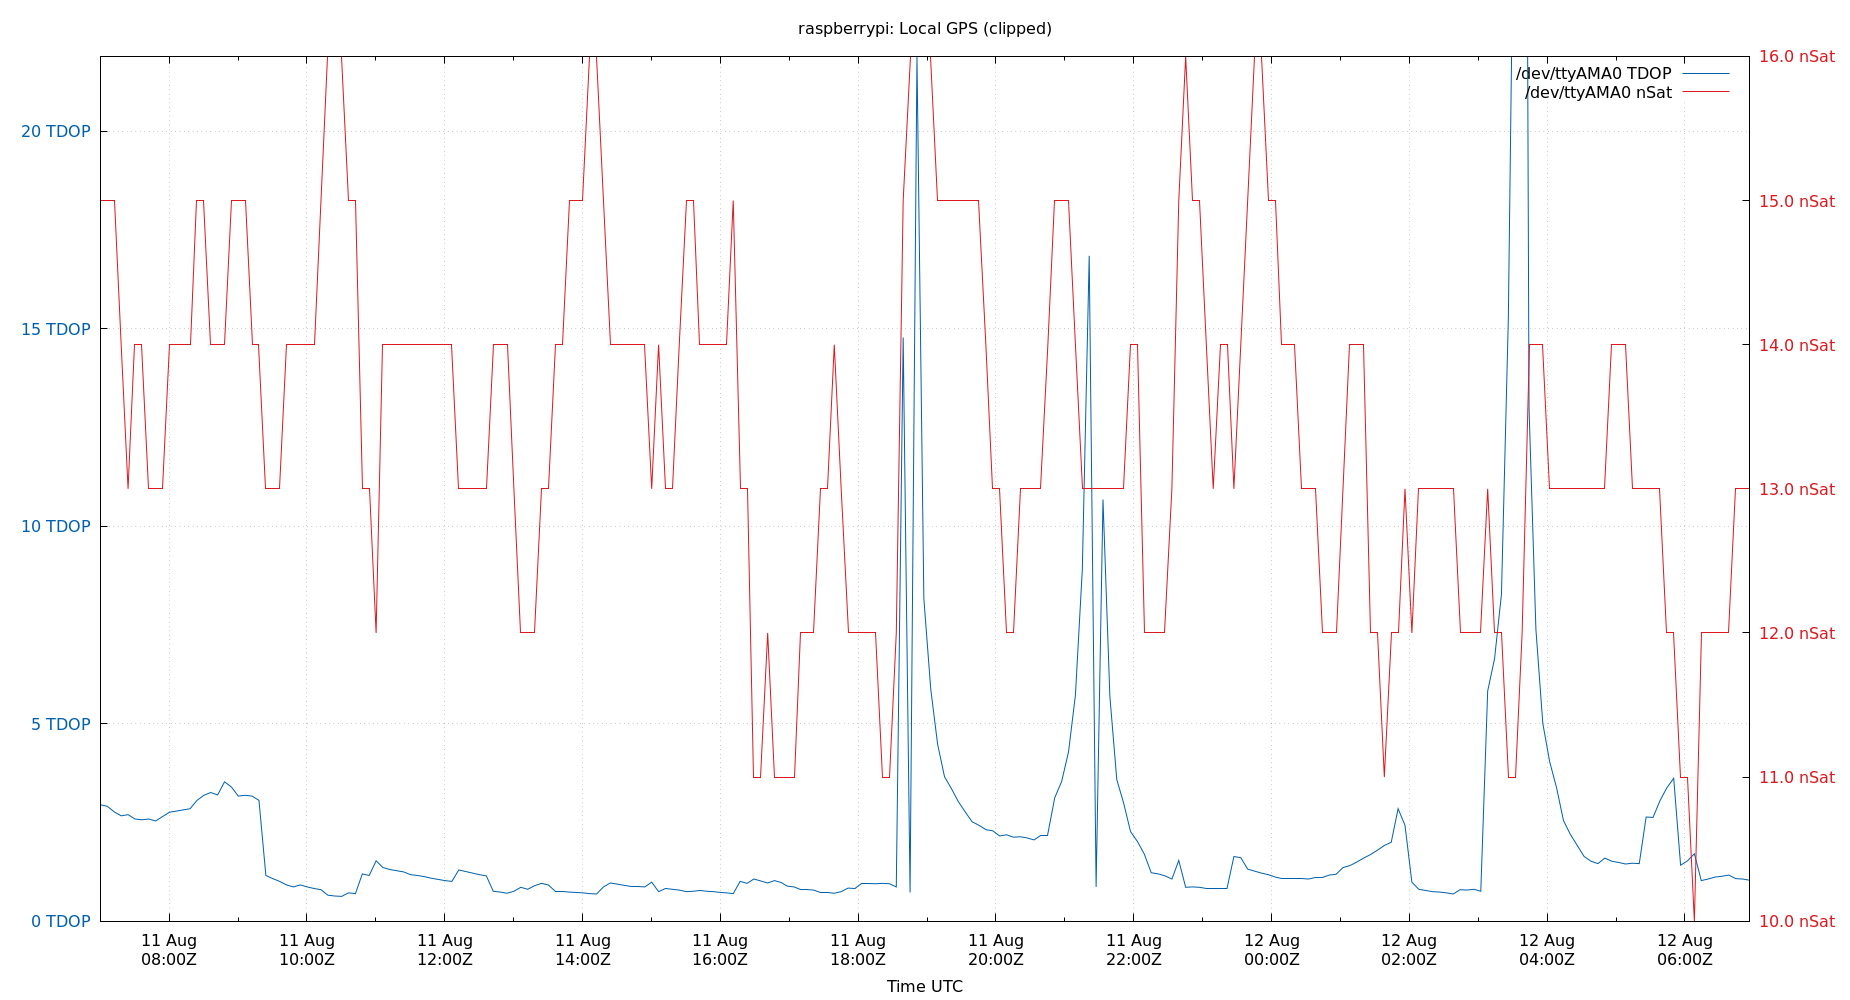 raspberrypi: Local GPS (clipped)
/dev/ttyAMA0 TDOP
/dev/ttyAMA0 nSat
20 TDOP
15 TDOP
10 TDOP
5 TDOP
0 TDOP
16.0 nSat
15.0 nSat
14.0 nSat
13.0 nSat
12.0 nSat
11.0 nSat
10.0 nSat
11 Aug
08:00Z
11 Aug
10:00Z
11 Aug
12:00Z
11 Aug
14:00Z
11 Aug
16:00Z
11 Aug
18:00Z
11 Aug
20:00Z
11 Aug
22:00Z
12 Aug
00:00Z
12 Aug
02:00Z
12 Aug
04:00Z
12 Aug
06:00Z
Time UTC